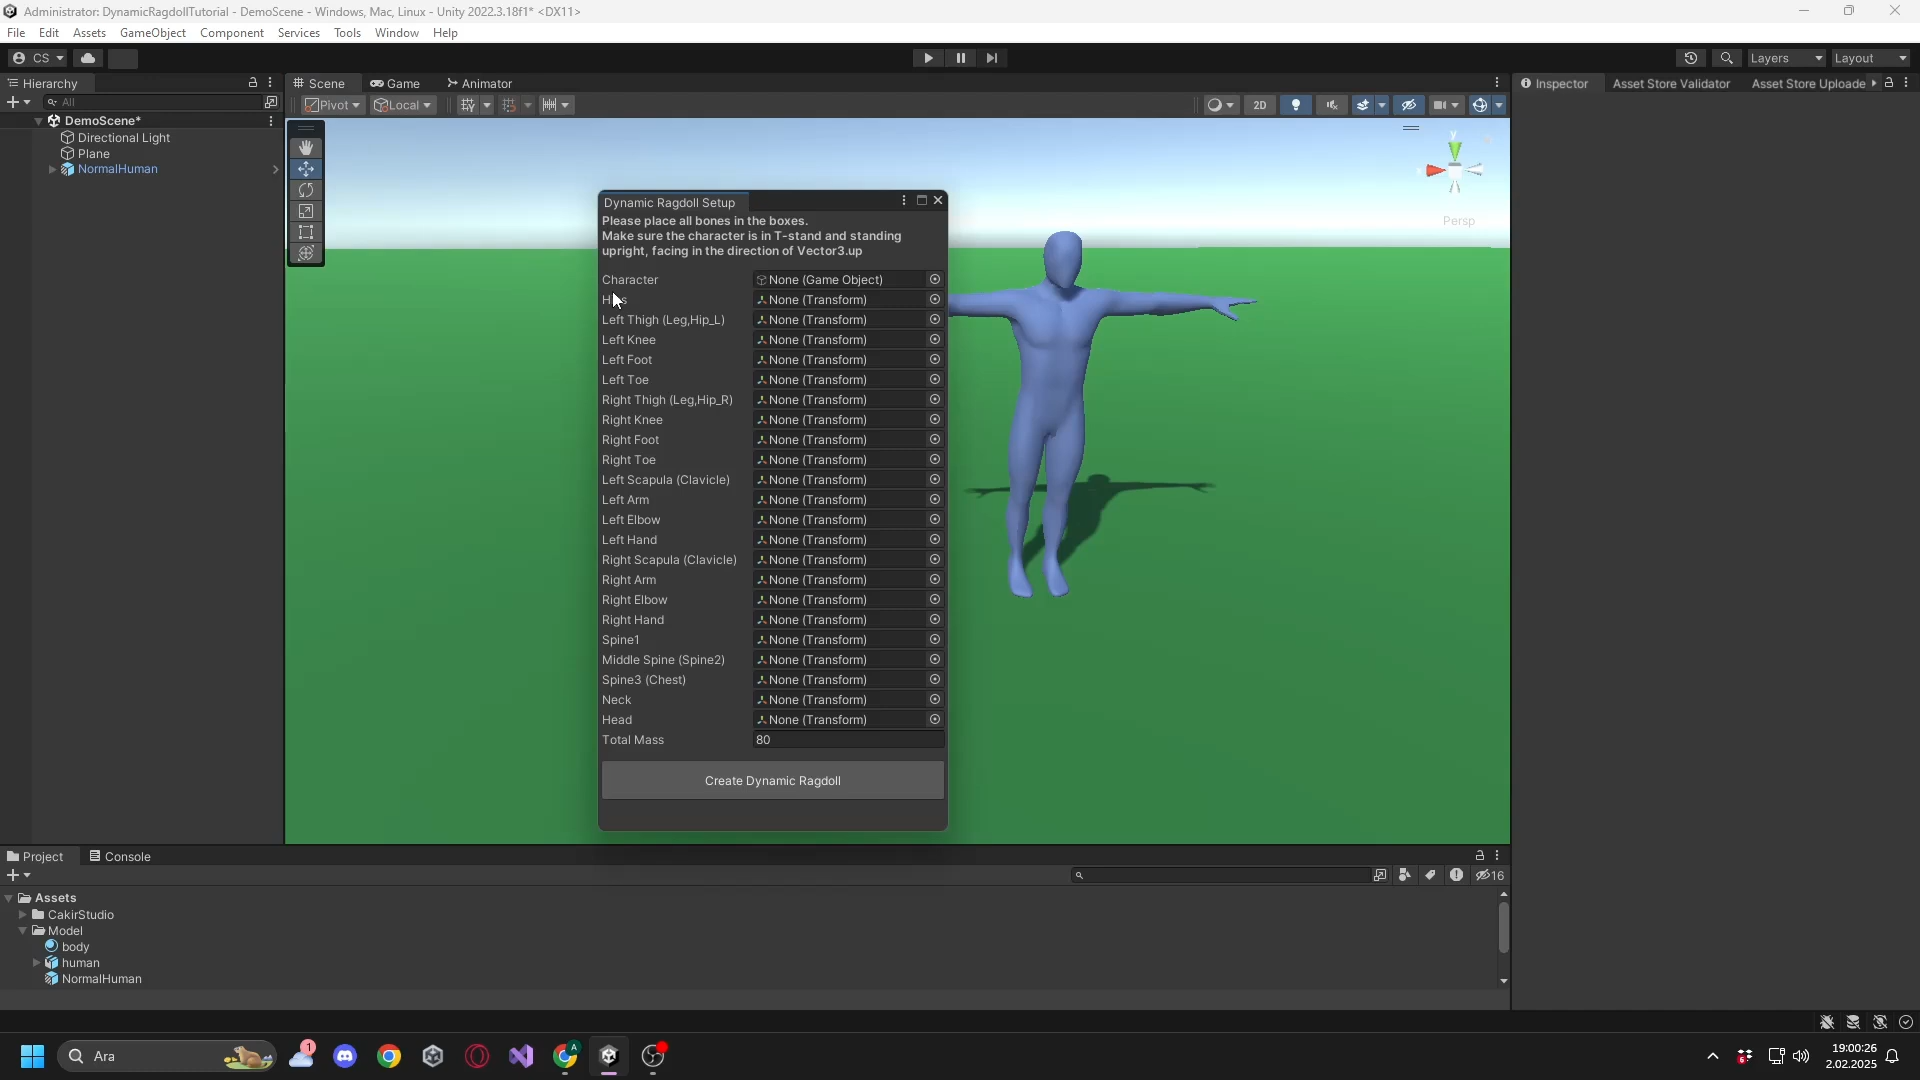 Administrator: DynamicRagdollTutorial - DemoScene - Windows, Mac, Linux - Unity 2022.3.18f1* <DX11>
File Edit Assets GameObject Component Services Tools Window Help
CS
Layers
Layout
Hierarchy
Scene
Game
Animator
Inspector
Asset Store Validator
Asset Store Uploade
All
Pivot
Local
2D
DemoScene*
Directional Light
Plane
NormalHuman
y
Persp
Dynamic Ragdoll Setup
Please place all bones in the boxes.
Make sure the character is in T-stand and standing
upright, facing in the direction of Vector3.up
Character None (Game Object)
None (Transform)
Left Thigh (Leg,Hip_L) None (Transform)
Left Knee None (Transform)
Left Foot None (Transform)
Left Toe None (Transform)
Right Thigh (Leg,Hip_R) None (Transform)
Right Knee None (Transform)
Right Foot None (Transform)
Right Toe None (Transform)
Left Scapula (Clavicle) None (Transform)
Left Arm None (Transform)
Left Elbow None (Transform)
Left Hand None (Transform)
Right Scapula (Clavicle) None (Transform)
Right Arm None (Transform)
Right Elbow None (Transform)
Right Hand None (Transform)
Spine1 None (Transform)
Middle Spine (Spine2) None (Transform)
Spine3 (Chest) None (Transform)
Neck None (Transform)
Head None (Transform)
Total Mass 80
Create Dynamic Ragdoll
Project
Console
16
Assets
CakirStudio
Model
body
human
NormalHuman
Ara
1
A
6
19:00:26
2.02.2025